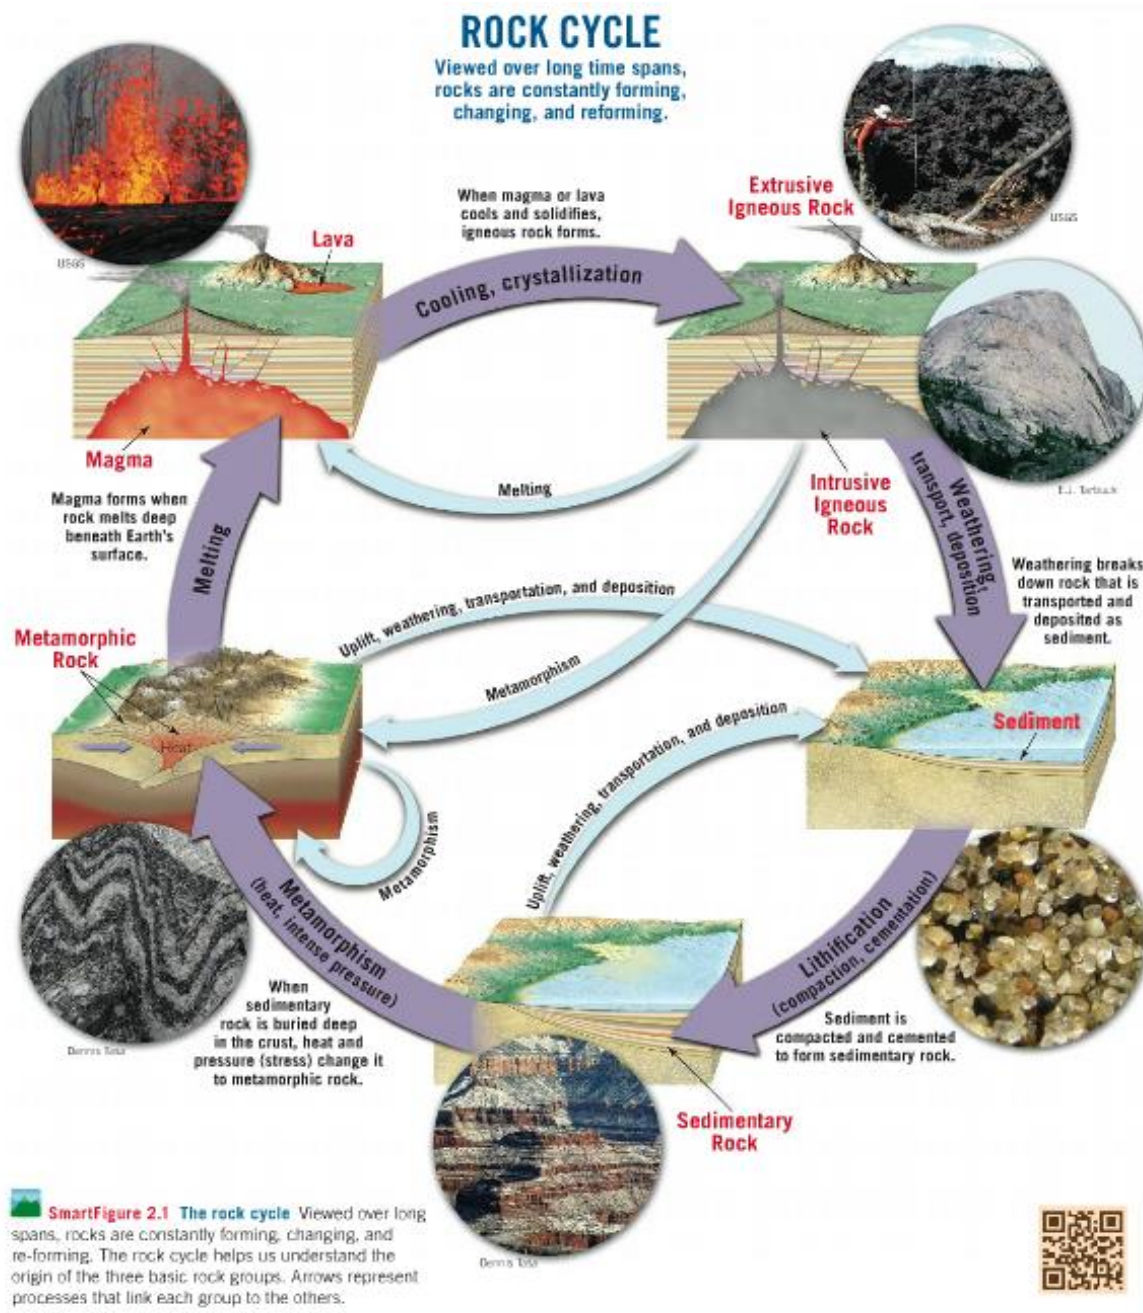 ROCK CYCLE
Viewed over long time spans,
rocks are constantly forming,
changing, and reforming.
USGS
Lava
When magma or lava
cools and solidifies,
igneous rock forms.
Cooling, crystallization
Extrusive
Igneous Rock
USGS
Magma
Magma forms when
rock melts deep
beneath Earth's
surface.
Melting
Melting
Intrusive
Igneous
Rock
E.J. Tarbuck
Weathering,
transport, deposition
Weathering breaks
down rock that is
transported and
deposited as
sediment.
Uplift, weathering, transportation, and deposition
Metamorphism
Metamorphic
Rock
Heat
Uplift, weathering, transportation, and deposition
Sediment
Metamorphism
Metamorphism
(heat, intense pressure)
When
sedimentary
rock is buried deep
in the crust, heat and
pressure (stress) change it
to metamorphic rock.
Dennis Tasa
Lithification
(compaction, cementation)
Sediment is
compacted and cemented
to form sedimentary rock.
Sedimentary
Rock
Dennis Tasa
SmartFigure 2.1 The rock cycle Viewed over long
spans, rocks are constantly forming, changing, and
re-forming. The rock cycle helps us understand the
origin of the three basic rock groups. Arrows represent
processes that link each group to the others.